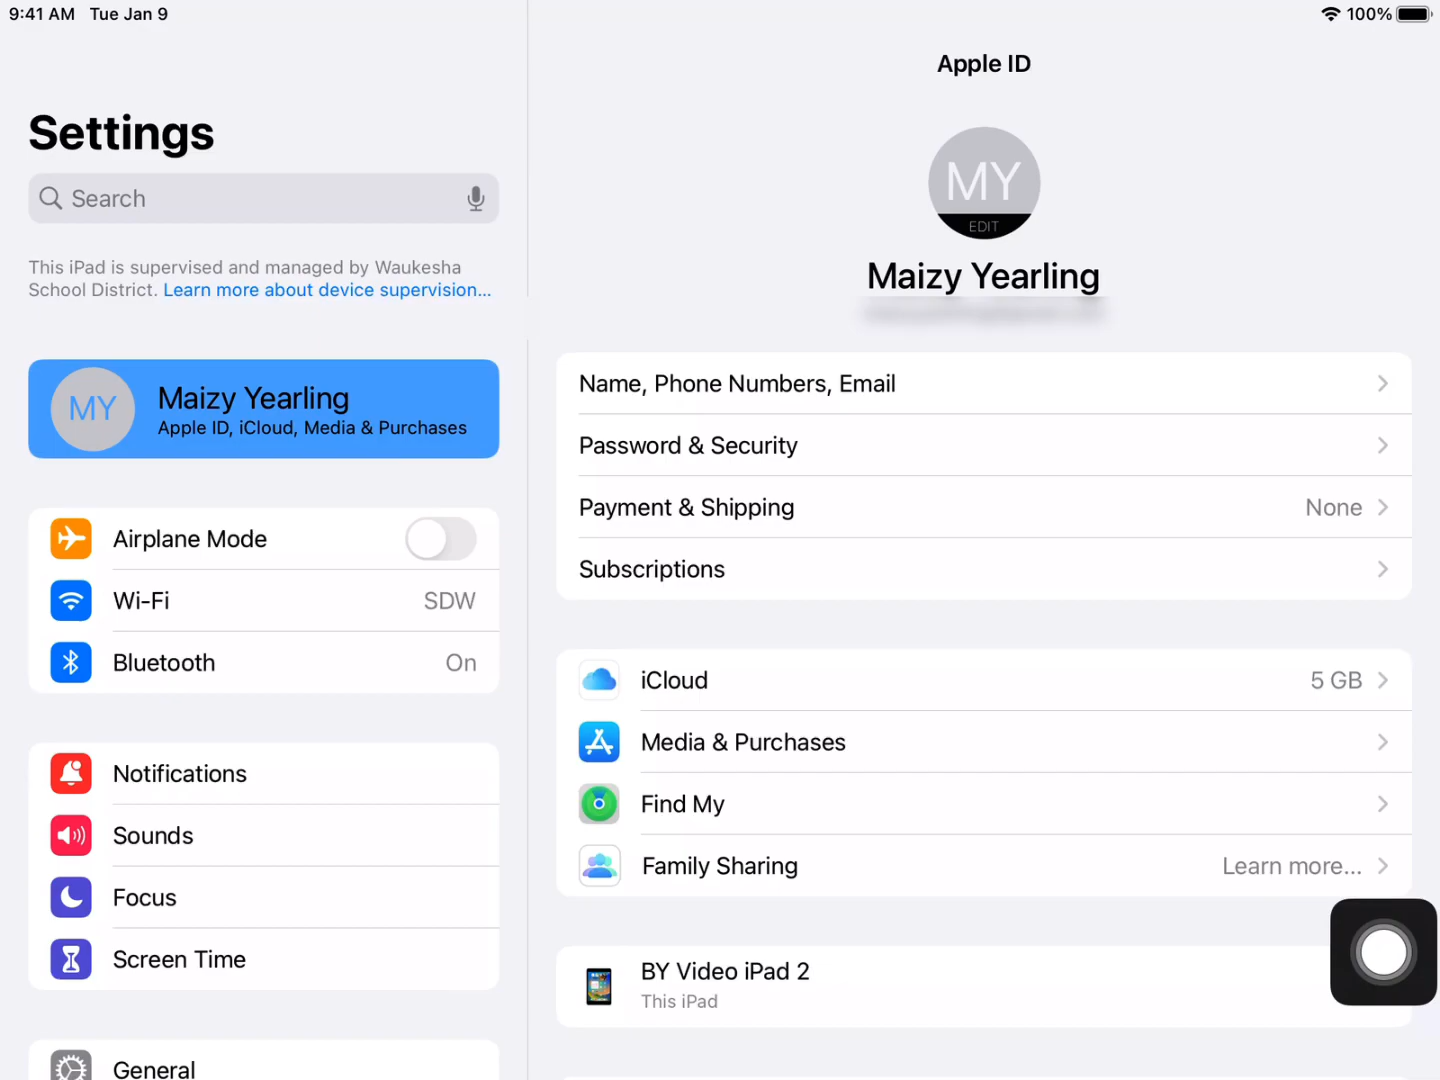 9:41 AM Tue Jan 9
100%
Settings
Search
This iPad is supervised and managed by Waukesha
School District. Learn more about device supervision...
MY
Maizy Yearling
Apple ID, iCloud, Media & Purchases
Airplane Mode
Wi-Fi SDW
Bluetooth On
Notifications
Sounds
Focus
Screen Time
General
Apple ID
MY
EDIT
Maizy Yearling
Name, Phone Numbers, Email
Password & Security
Payment & Shipping None
Subscriptions
iCloud 5 GB
Media & Purchases
Find My
Family Sharing Learn more...
BY Video iPad 2
This iPad